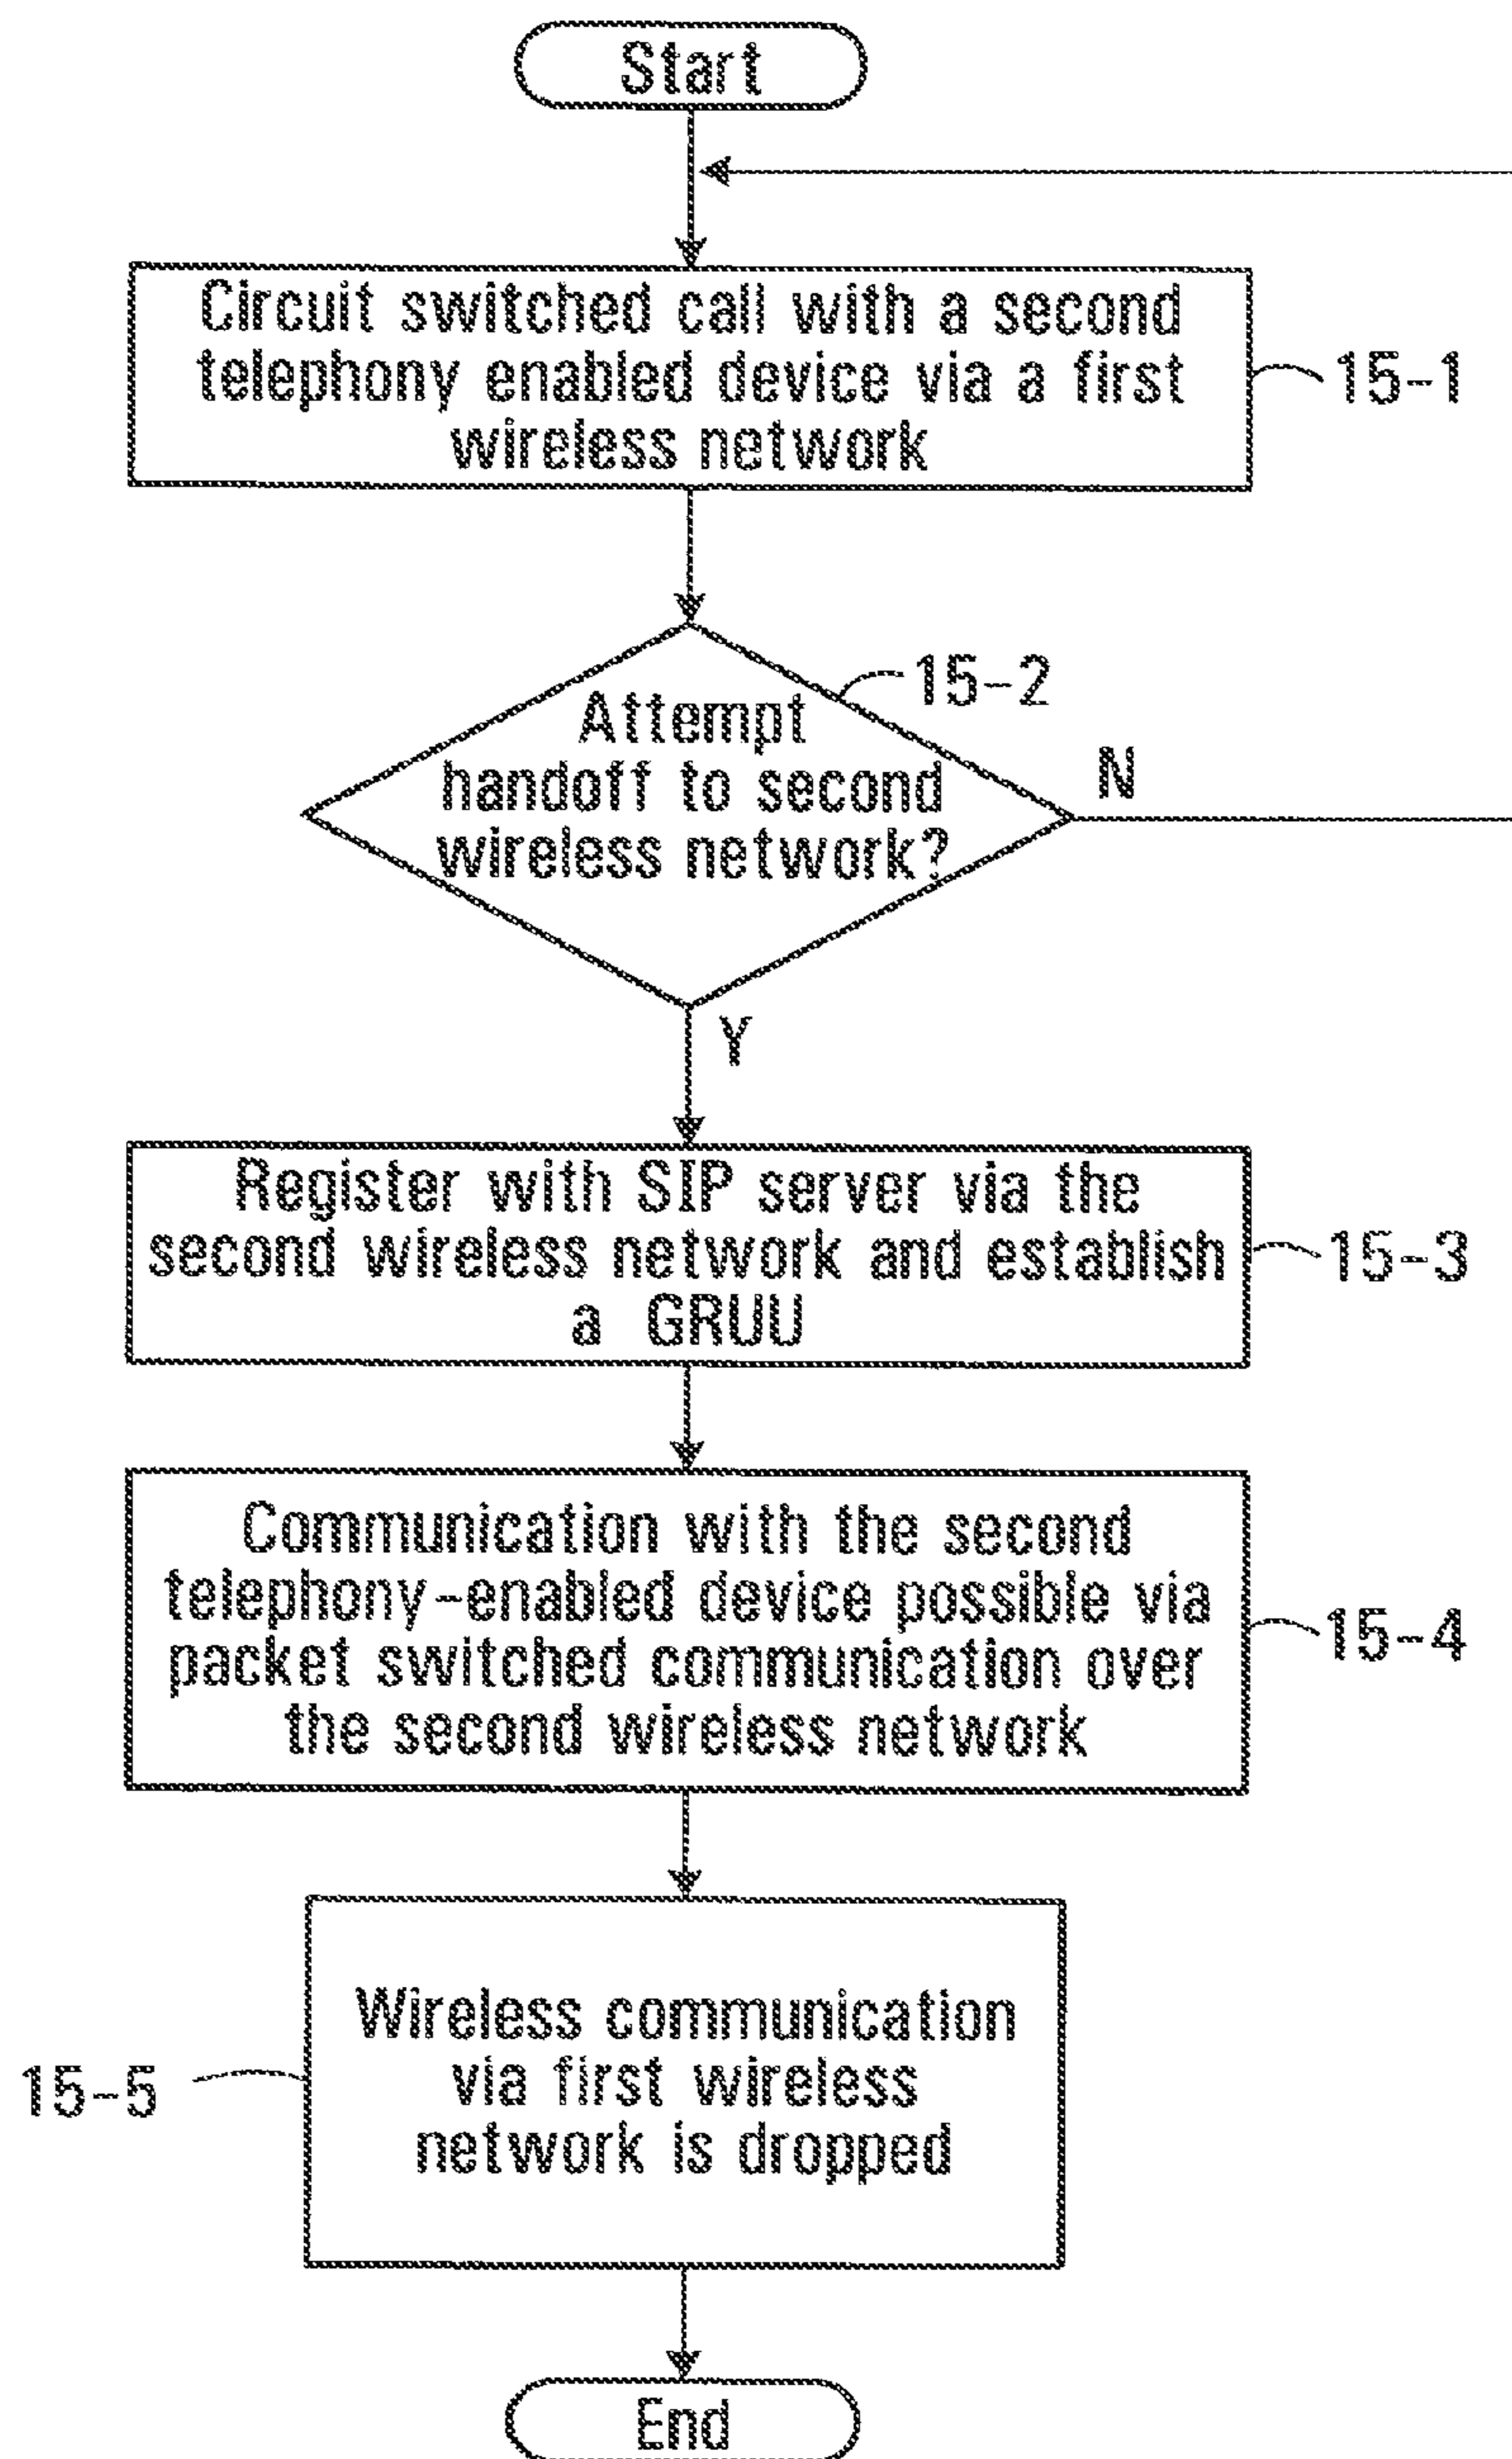 Start
Circuit switched call with a second
telephony enabled device via a first
wireless network
15-1
15-2
Attempt
handoff to second
wireless network?
N
Y
Register with SIP server via the
second wireless network and establish
a GRUU
15-3
Communication with the second
telephony-enabled device possible via
packet switched communication over
the second wireless network
15-4
Wireless communication
via first wireless
network is dropped
15-5
End